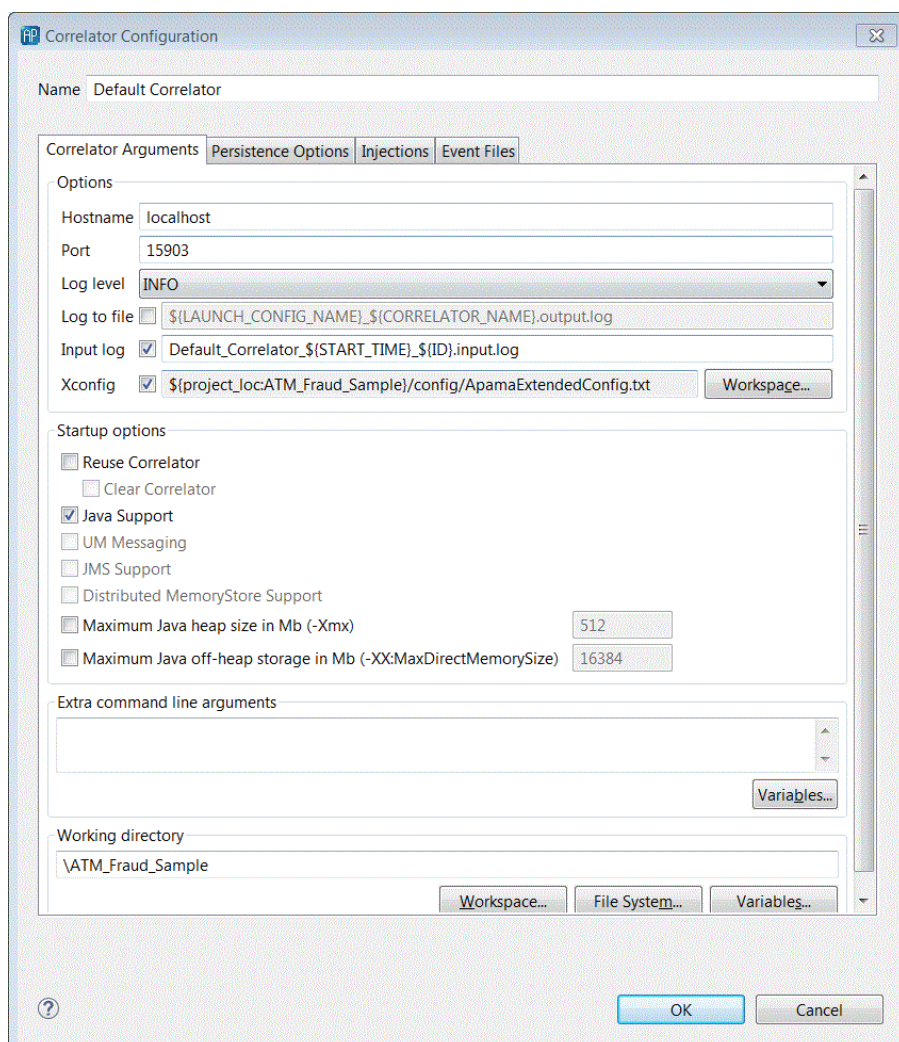 AP Correlator Configuration
Name Default Correlator
Correlator Arguments Persistence Options Injections Event Files
Options
Hostname localhost
Port 15903
Log level INFO
Log to file ${LAUNCH_CONFIG_NAME}_${CORRELATOR_NAME}.output.log
Input log Default_Correlator_${START_TIME}_${ID}.input.log
Xconfig ${project_loc:ATM_Fraud_Sample}/config/ApamaExtendedConfig.txt Workspace...
Startup options
Reuse Correlator
Clear Correlator
Java Support
UM Messaging
JMS Support
Distributed MemoryStore Support
Maximum Java heap size in Mb (-Xmx) 512
Maximum Java off-heap storage in Mb (-XX:MaxDirectMemorySize) 16384
Extra command line arguments
Variables...
Working directory
\ATM_Fraud_Sample
Workspace... File System... Variables...
? OK Cancel